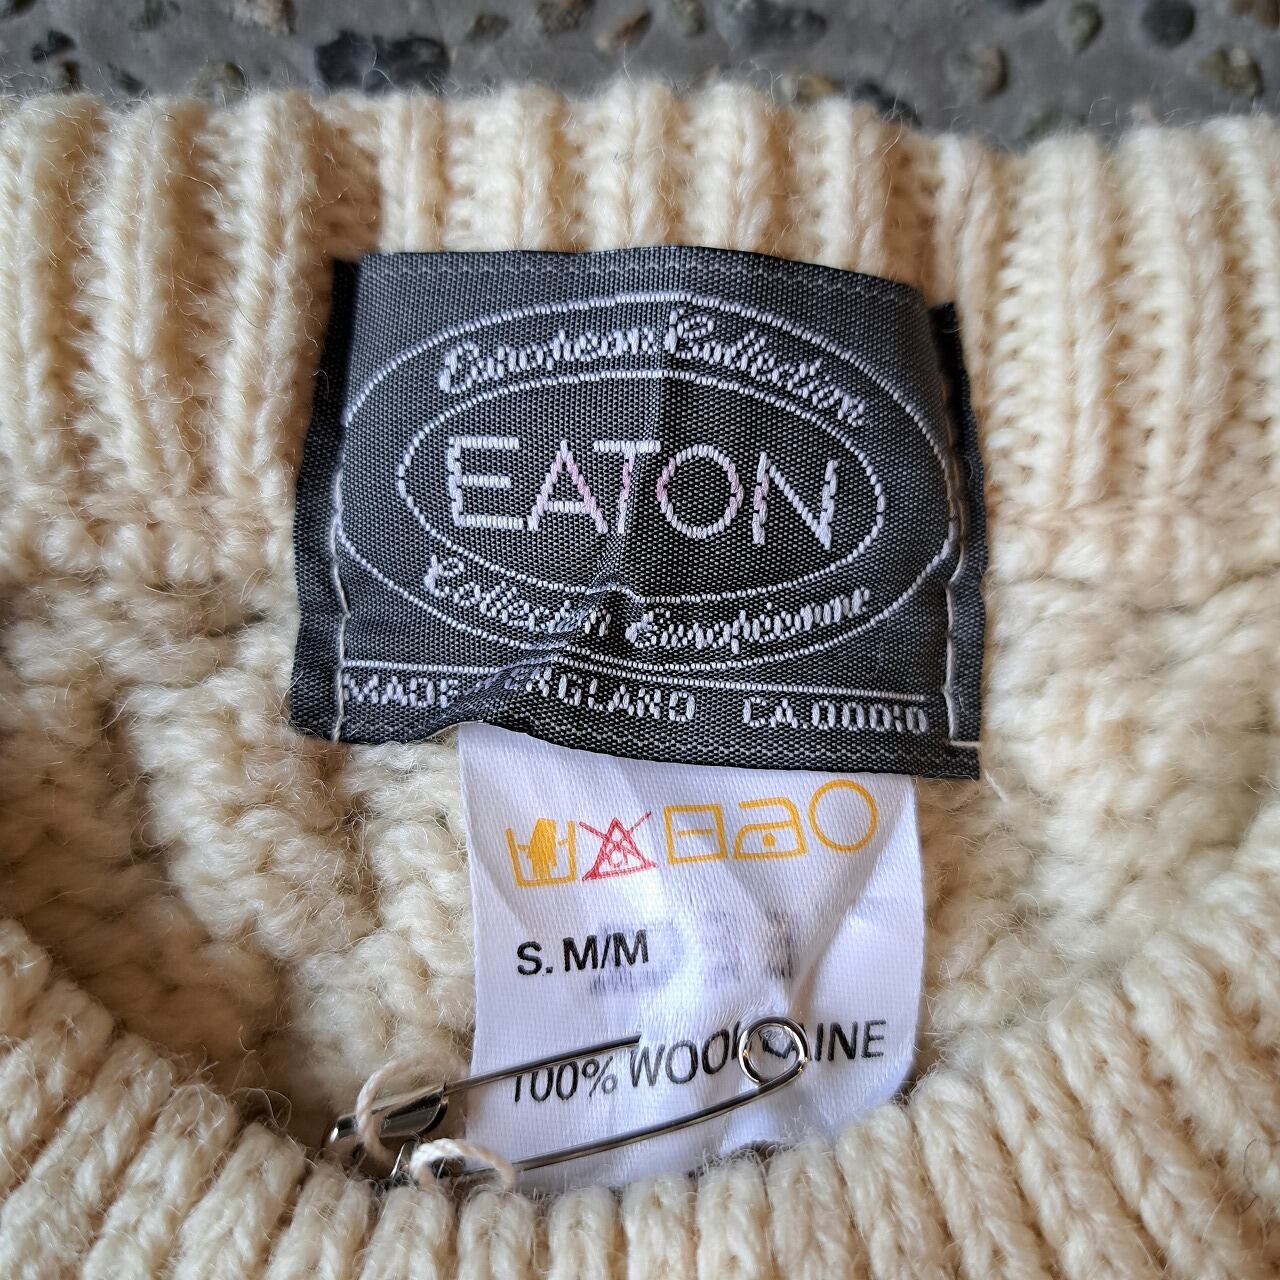 European Collection
EATON
Collection Européenne
MADE ENGLAND CA.00010
S. M/M
100% WOOL LAINE